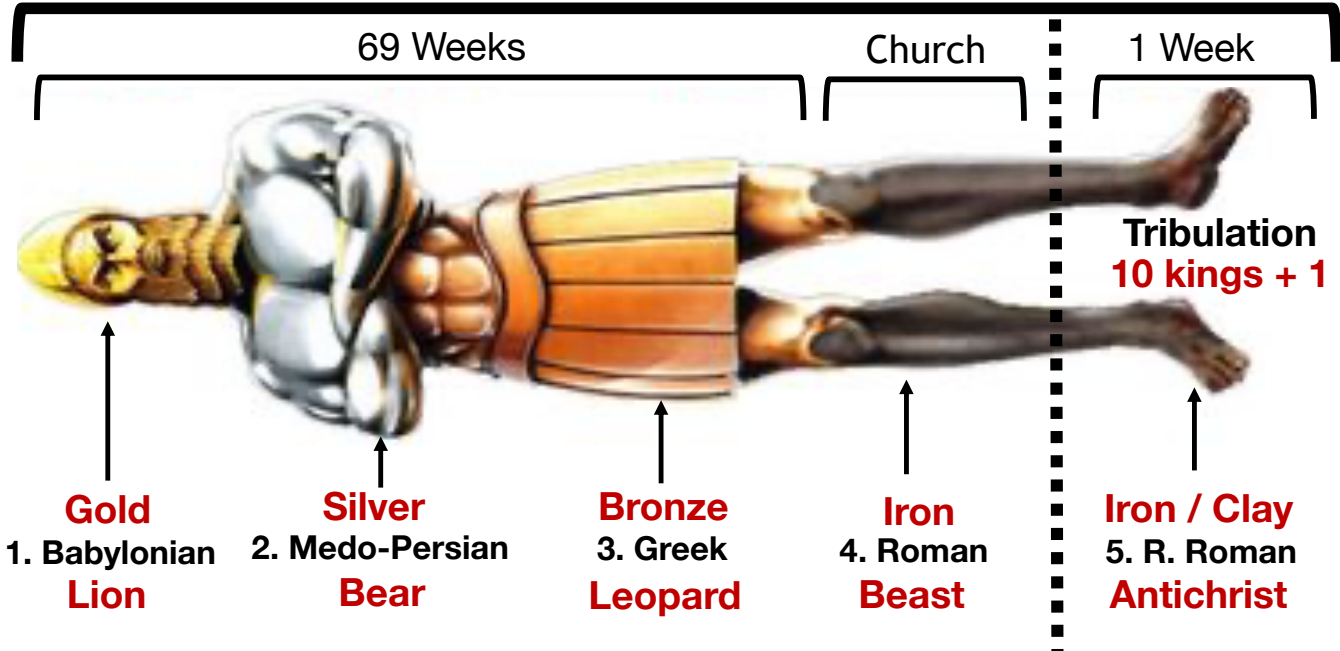 69 Weeks
Church
1 Week
Tribulation
10 kings + 1
Gold
1. Babylonian
Lion
Silver
2. Medo-Persian
Bear
Bronze
3. Greek
Leopard
Iron
4. Roman
Beast
Iron / Clay
5. R. Roman
Antichrist